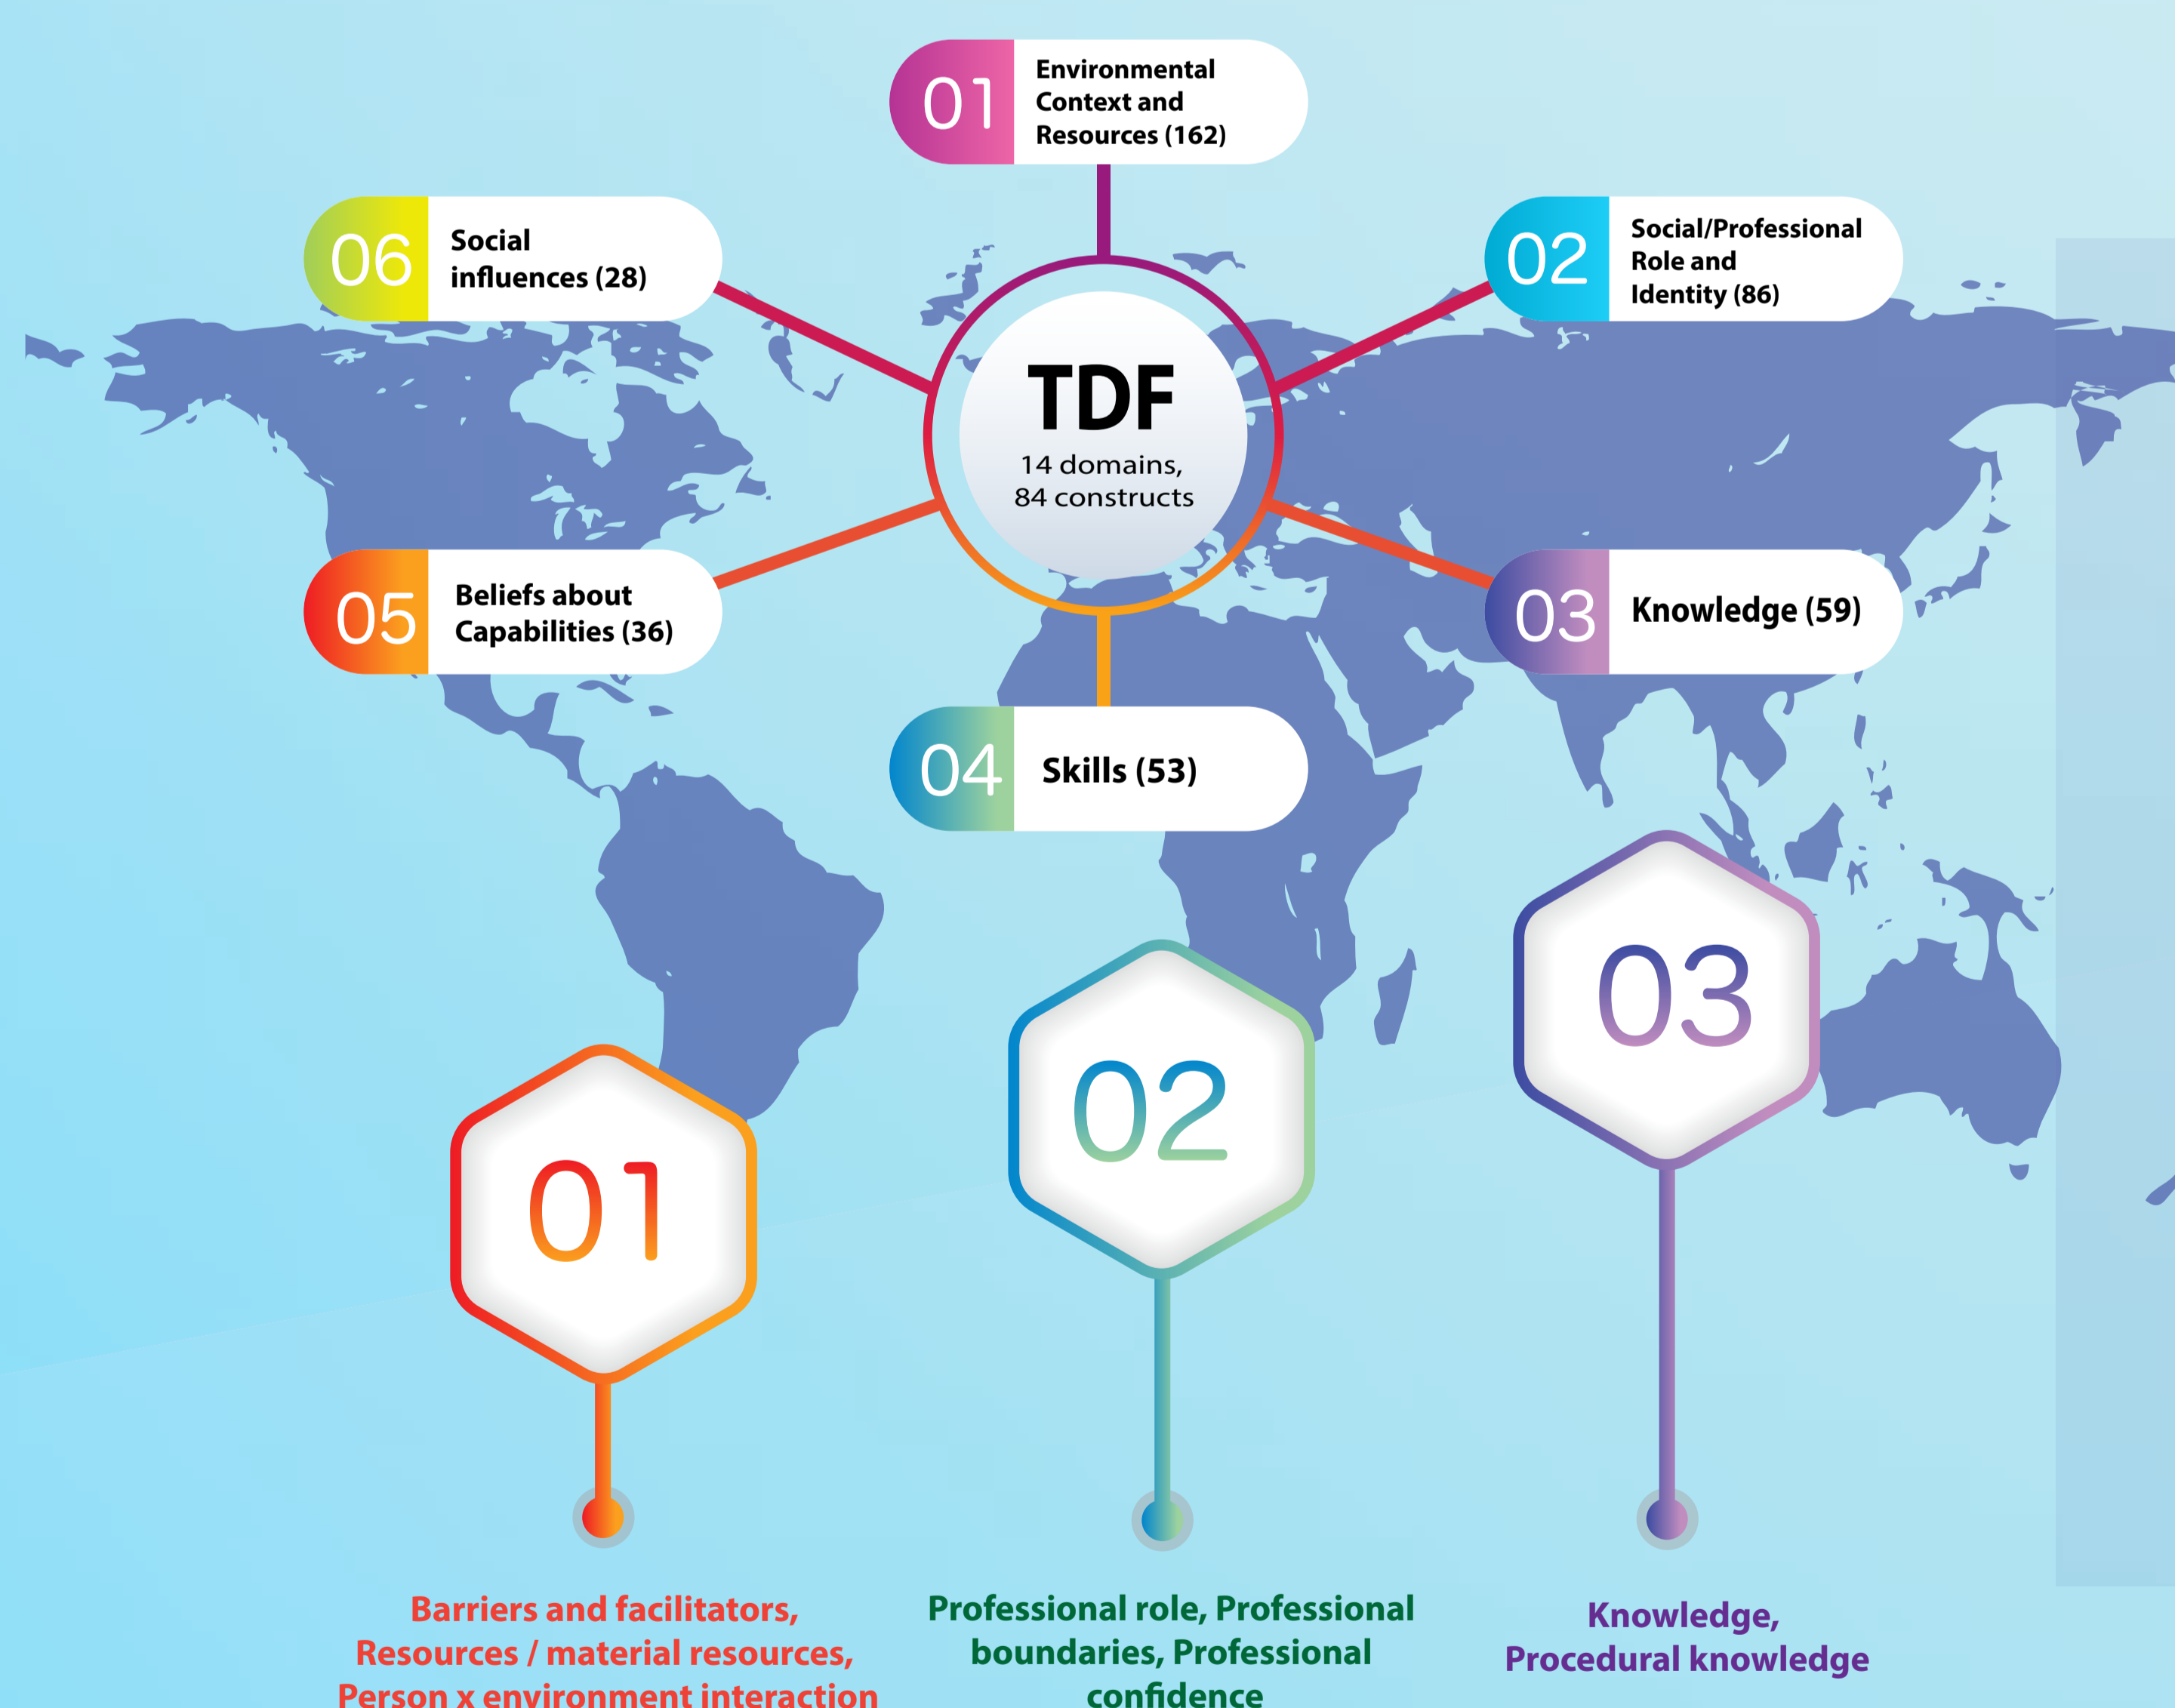 01
Environmental
Context and
Resources (162)
06
Social
influences (28)
02
Social/Professional
Role and
Identity (86)
TDF
14 domains,
84 constructs
05
Beliefs about
Capabilities (36)
03
Knowledge (59)
04
Skills (53)
01
02
03
Barriers and facilitators,
Resources / material resources,
Person x environment interaction
Professional role, Professional
boundaries, Professional
confidence
Knowledge,
Procedural knowledge